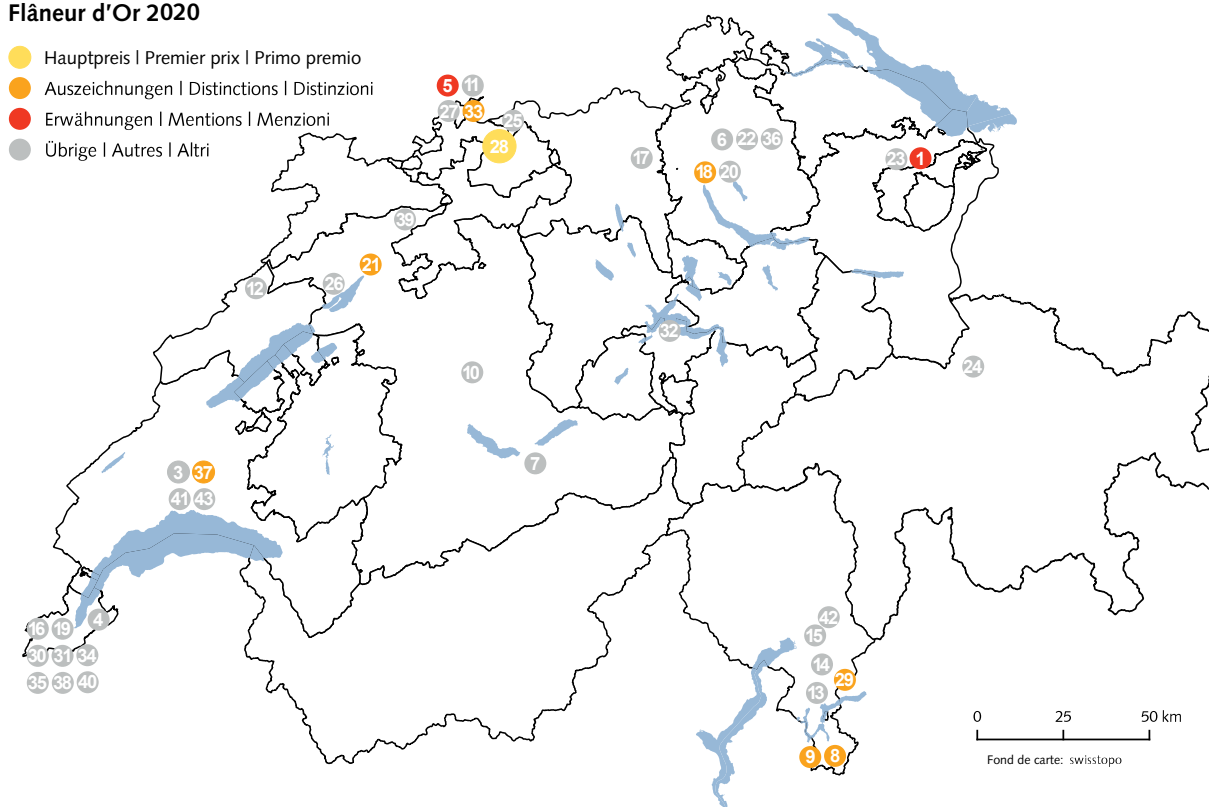 Flâneur d’Or 2020
Hauptpreis | Premier prix | Primo premio
Auszeichnungen | Distinctions | Distinzioni
Erwähnungen | Mentions | Menzioni
Übrige | Autres | Altri
5 11
27 33 25
28
17
6 22 36
18 20
23 1
39
21
12 26
32
10
24
3 37
7
41 43
16 19 4
30 31 34
35 38 40
42
15
14
29
13
9 8
0 25 50 km
Fond de carte: swisstopo